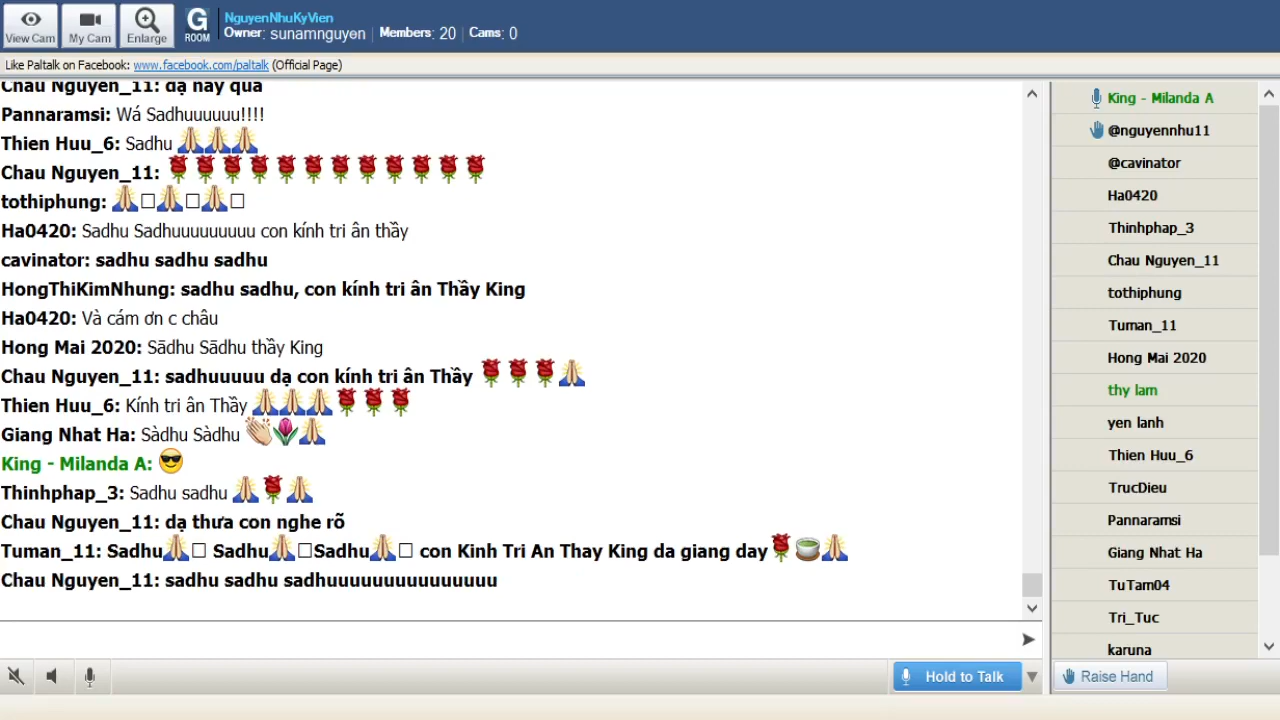 View Cam
My Cam
Enlarge
G ROOM
NguyenNhuKyVien
Owner: sunamnguyen | Members: 20 | Cams: 0
Like Paltalk on Facebook: www.facebook.com/paltalk (Official Page)
Chau Nguyen_11: dạ hay quá
Pannaramsi: Wá Sadhuuuuuu!!!!
Thien Huu_6: Sadhu 🙏🙏🙏
Chau Nguyen_11: 🌹🌹🌹🌹🌹🌹🌹🌹🌹🌹🌹🌹
tothiphung: 🙏□🙏□🙏□
Ha0420: Sadhu Sadhuuuuuuuuu con kính tri ân thầy
cavinator: sadhu sadhu sadhu
HongThiKimNhung: sadhu sadhu, con kính tri ân Thầy King
Ha0420: Và cám ơn c châu
Hong Mai 2020: Sādhu Sādhu thầy King
Chau Nguyen_11: sadhuuuuu dạ con kính tri ân Thầy 🌹🌹🌹🙏
Thien Huu_6: Kính tri ân Thầy 🙏🙏🙏🌹🌹🌹
Giang Nhat Ha: Sàdhu Sàdhu 👏🌷🙏
King - Milanda A: 😎
Thinhphap_3: Sadhu sadhu 🙏🌹🙏
Chau Nguyen_11: dạ thưa con nghe rõ
Tuman_11: Sadhu🙏□ Sadhu🙏□Sadhu🙏□ con Kinh Tri An Thay King da giang day🌹🍵🙏
Chau Nguyen_11: sadhu sadhu sadhuuuuuuuuuuuuuuu
Hold to Talk
King - Milanda A
@nguyennhu11
@cavinator
Ha0420
Thinhphap_3
Chau Nguyen_11
tothiphung
Tuman_11
Hong Mai 2020
thy lam
yen lanh
Thien Huu_6
TrucDieu
Pannaramsi
Giang Nhat Ha
TuTam04
Tri_Tuc
karuna
Raise Hand